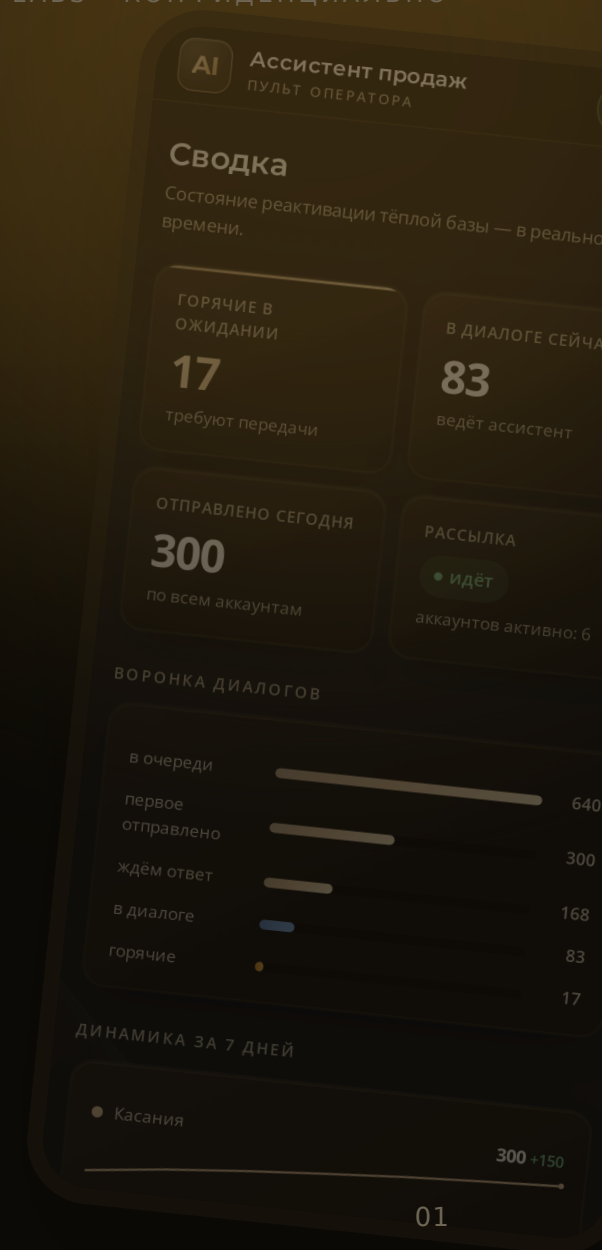 LABS КОНФИДЕНЦИАЛЬНО
AI
Ассистент продаж
ПУЛЬТ ОПЕРАТОРА
Сводка
Состояние реактивации тёплой базы — в реально
времени.
ГОРЯЧИЕ В
ОЖИДАНИИ
17
требуют передачи
В ДИАЛОГЕ СЕЙЧА
83
ведёт ассистент
ОТПРАВЛЕНО СЕГОДНЯ
300
по всем аккаунтам
РАССЫЛКА
идёт
аккаунтов активно: 6
ВОРОНКА ДИАЛОГОВ
в очереди 640
первое
отправлено 300
ждём ответ 168
в диалоге 83
горячие 17
ДИНАМИКА ЗА 7 ДНЕЙ
Касания
300 +150
01